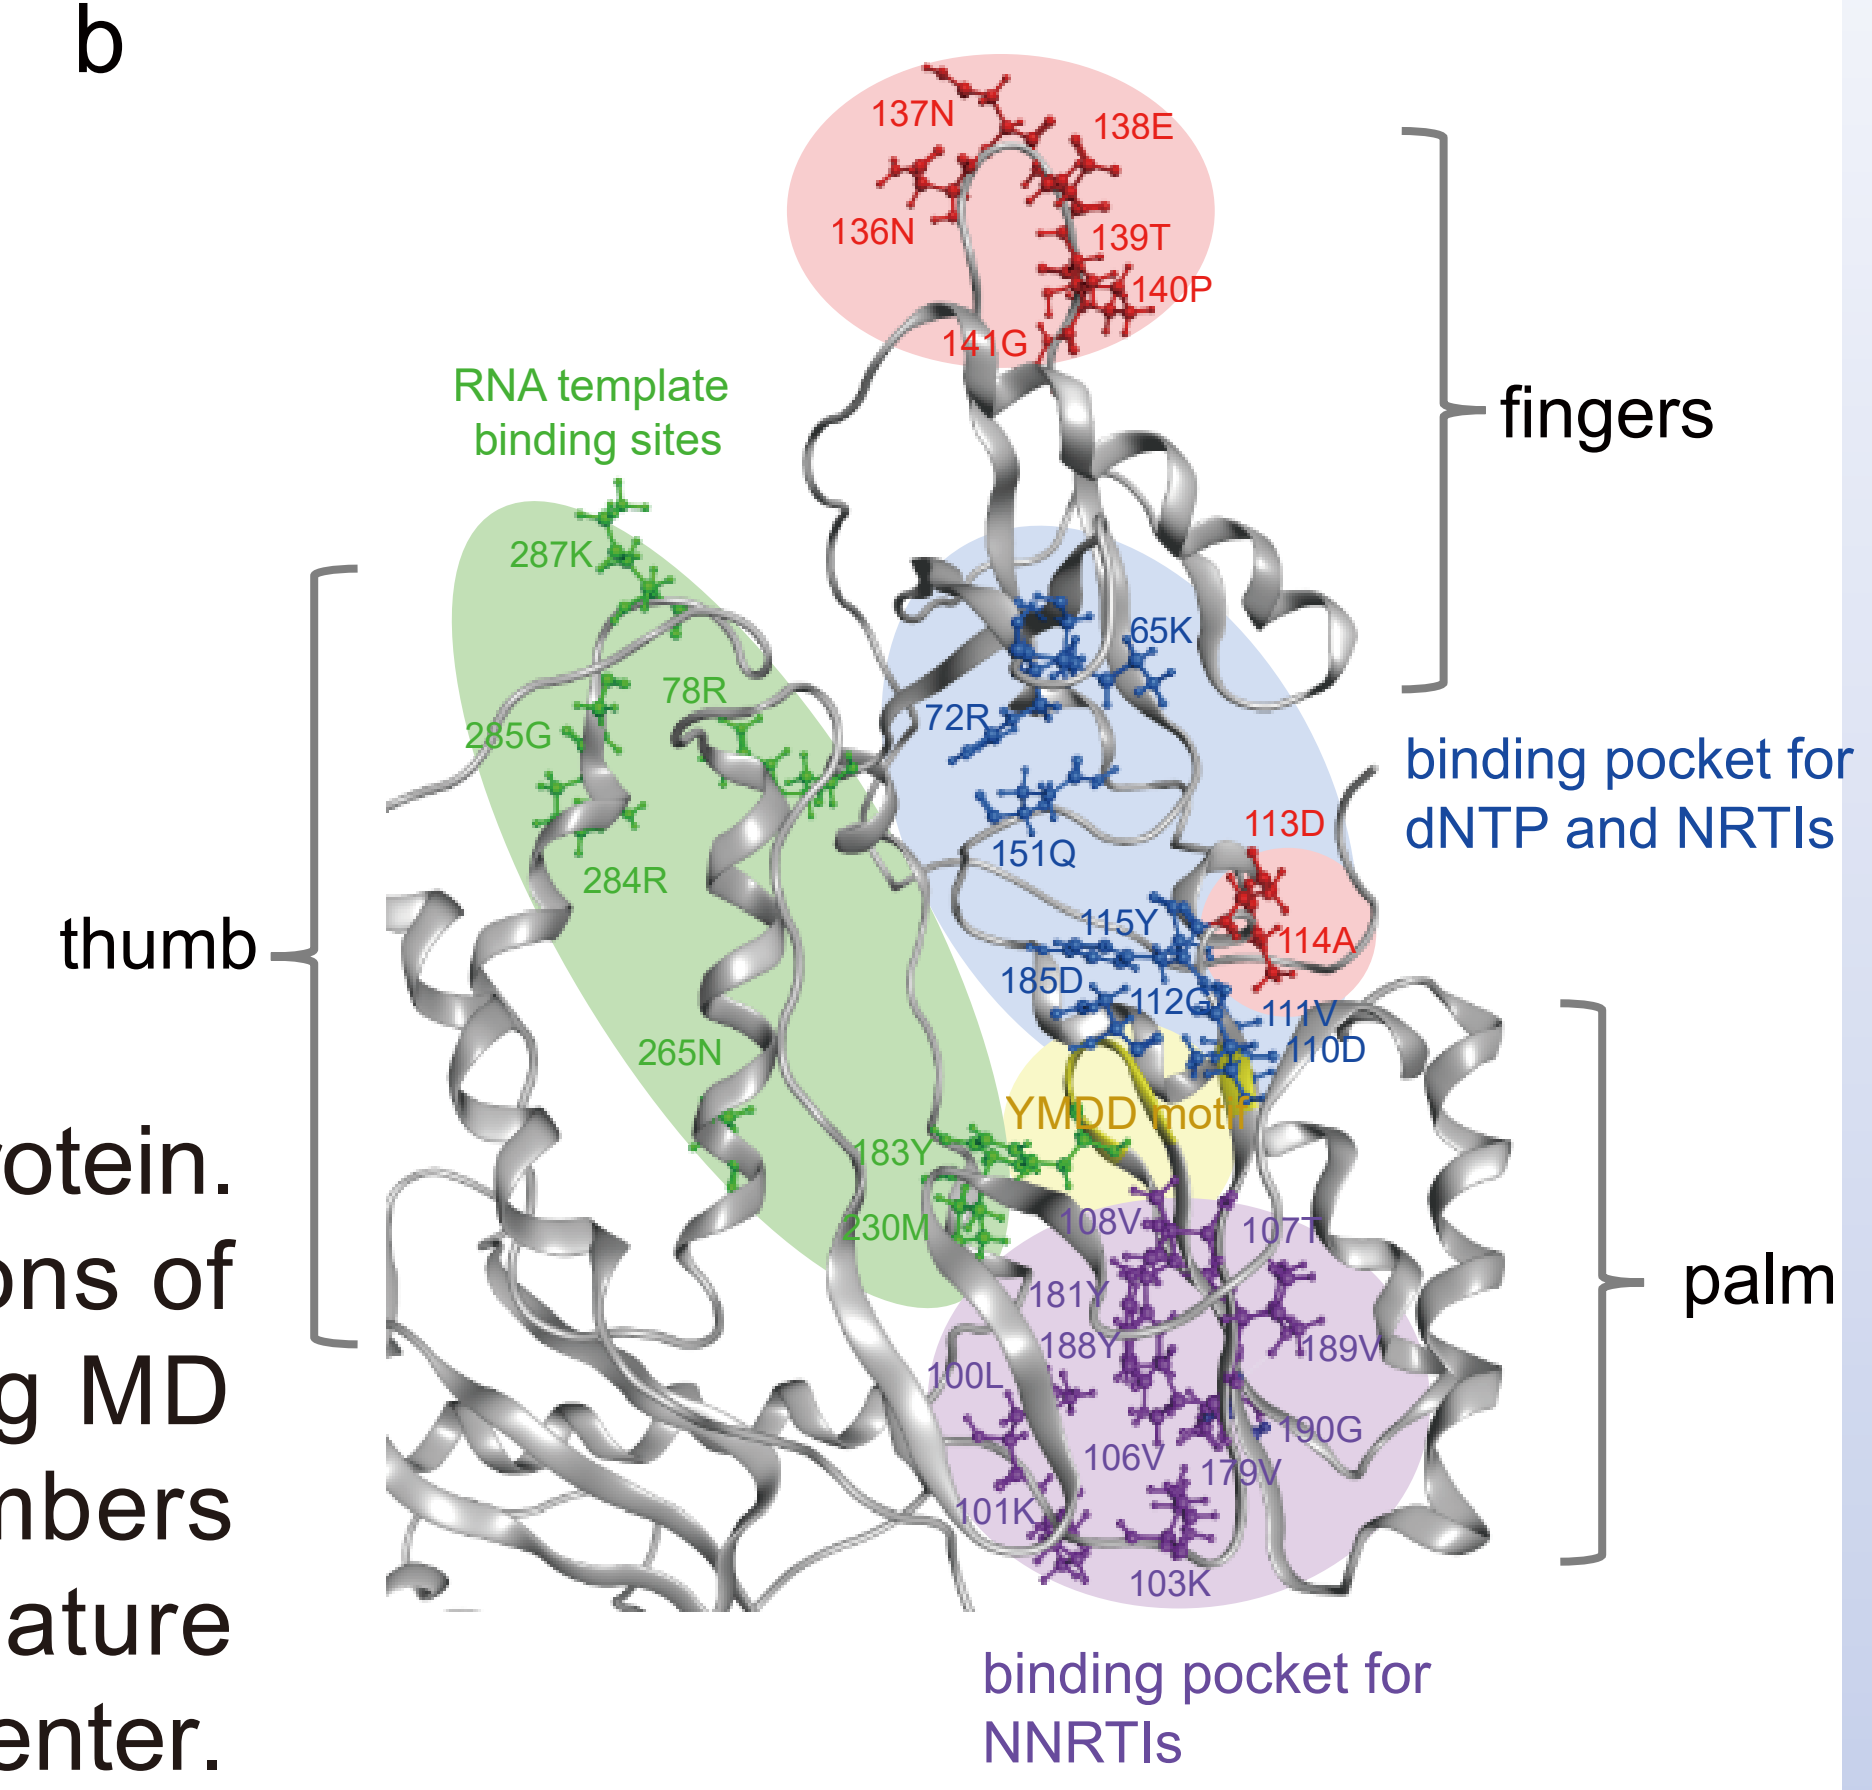 b
137N
138E
136N
139T
140P
141G
RNA template
binding sites
fingers
287K
65K
78R
72R
285G
binding pocket for
dNTP and NRTIs
113D
151Q
284R
115Y
114A
thumb
185D
112G
111V
110D
265N
YMDD motif
rotein.
183Y
108V
107T
230M
ons of
181Y
palm
188Y
189V
100L
g MD
190G
106V
179V
mbers
101K
103K
ature
binding pocket for
NNRTIs
enter.